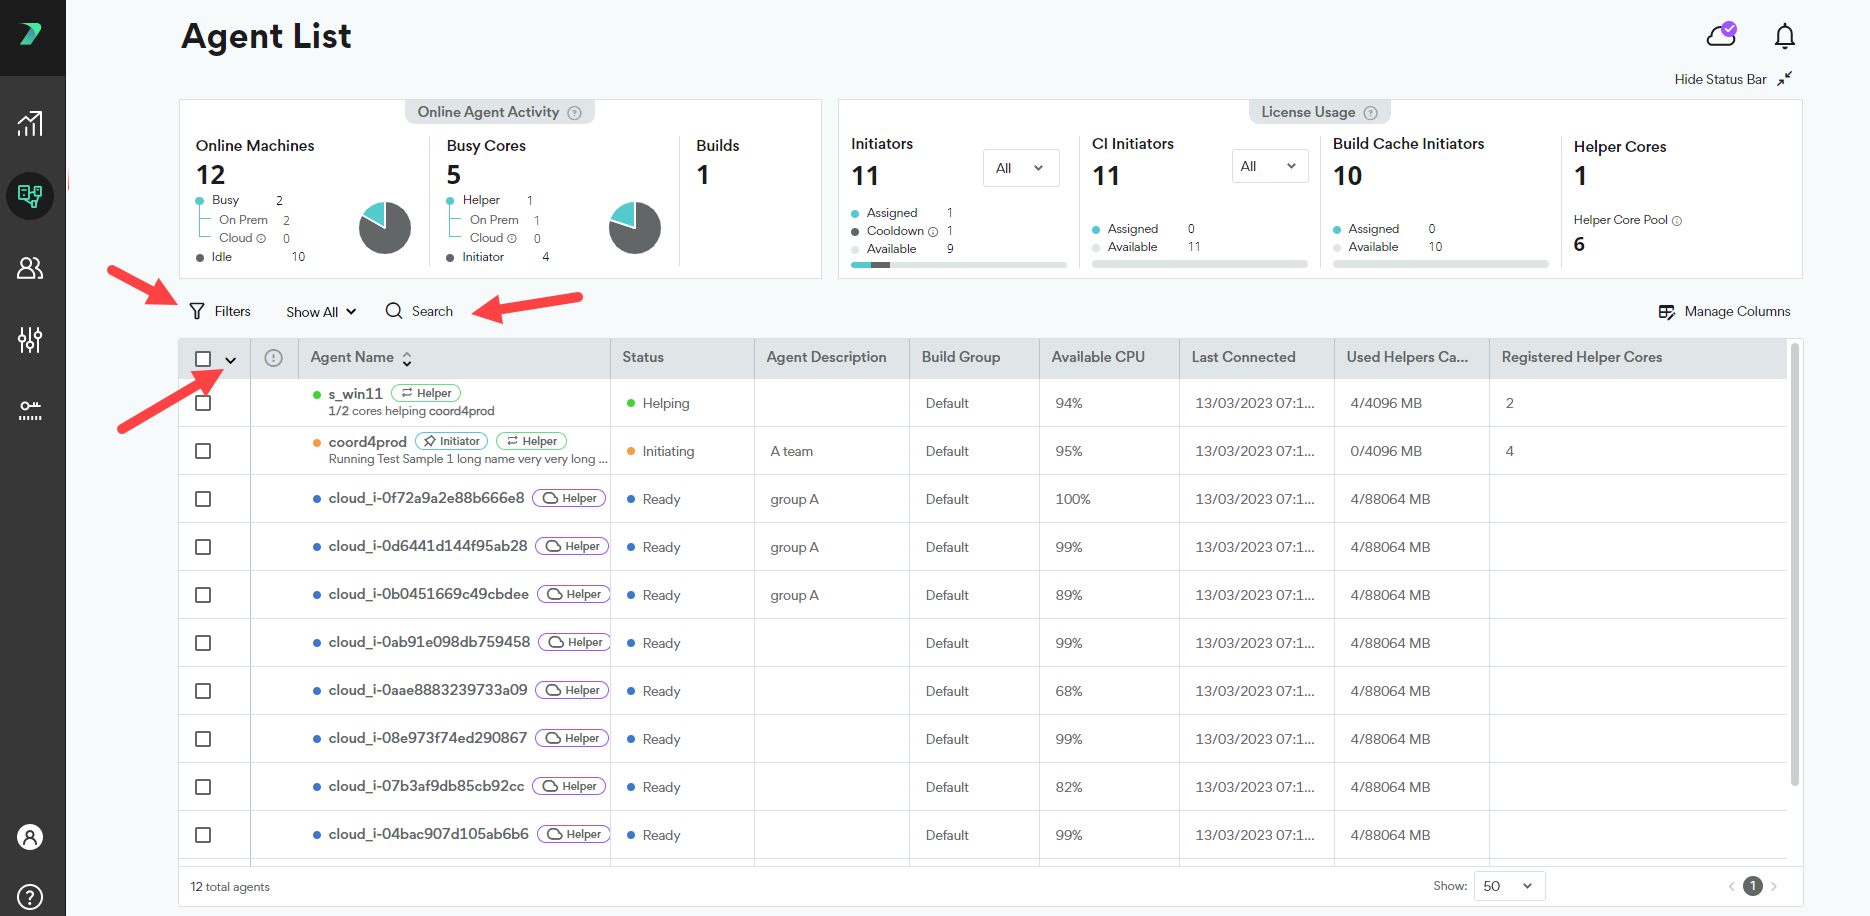 Agent List
Hide Status Bar
Online Agent Activity
Online Machines
12
Busy 2
On Prem 2
Cloud 0
Idle 10
Busy Cores
5
Helper 1
On Prem 1
Cloud 0
Initiator 4
Builds
1
License Usage
Initiators
11
All
Assigned 1
Cooldown 1
Available 9
CI Initiators
11
All
Assigned 0
Available 11
Build Cache Initiators
10
Assigned 0
Available 10
Helper Cores
1
Helper Core Pool
6
Filters Show All Search Manage Columns
Agent Name Status Agent Description Build Group Available CPU Last Connected Used Helpers Ca... Registered Helper Cores
s_win11 Helper
1/2 cores helping coord4prod
Helping Default 94% 13/03/2023 07:1... 4/4096 MB 2
coord4prod Initiator Helper
Running Test Sample 1 long name very very long ...
Initiating A team Default 95% 13/03/2023 07:1... 0/4096 MB 4
cloud_i-0f72a9a2e88b666e8 Helper Ready group A Default 100% 13/03/2023 07:1... 4/88064 MB
cloud_i-0d6441d144f95ab28 Helper Ready group A Default 99% 13/03/2023 07:1... 4/88064 MB
cloud_i-0b0451669c49cbdee Helper Ready group A Default 89% 13/03/2023 07:1... 4/88064 MB
cloud_i-0ab91e098db759458 Helper Ready Default 99% 13/03/2023 07:1... 4/88064 MB
cloud_i-0aae8883239733a09 Helper Ready Default 68% 13/03/2023 07:1... 4/88064 MB
cloud_i-08e973f74ed290867 Helper Ready Default 99% 13/03/2023 07:1... 4/88064 MB
cloud_i-07b3af9db85cb92cc Helper Ready Default 82% 13/03/2023 07:1... 4/88064 MB
cloud_i-04bac907d105ab6b6 Helper Ready Default 99% 13/03/2023 07:1... 4/88064 MB
12 total agents Show: 50 1